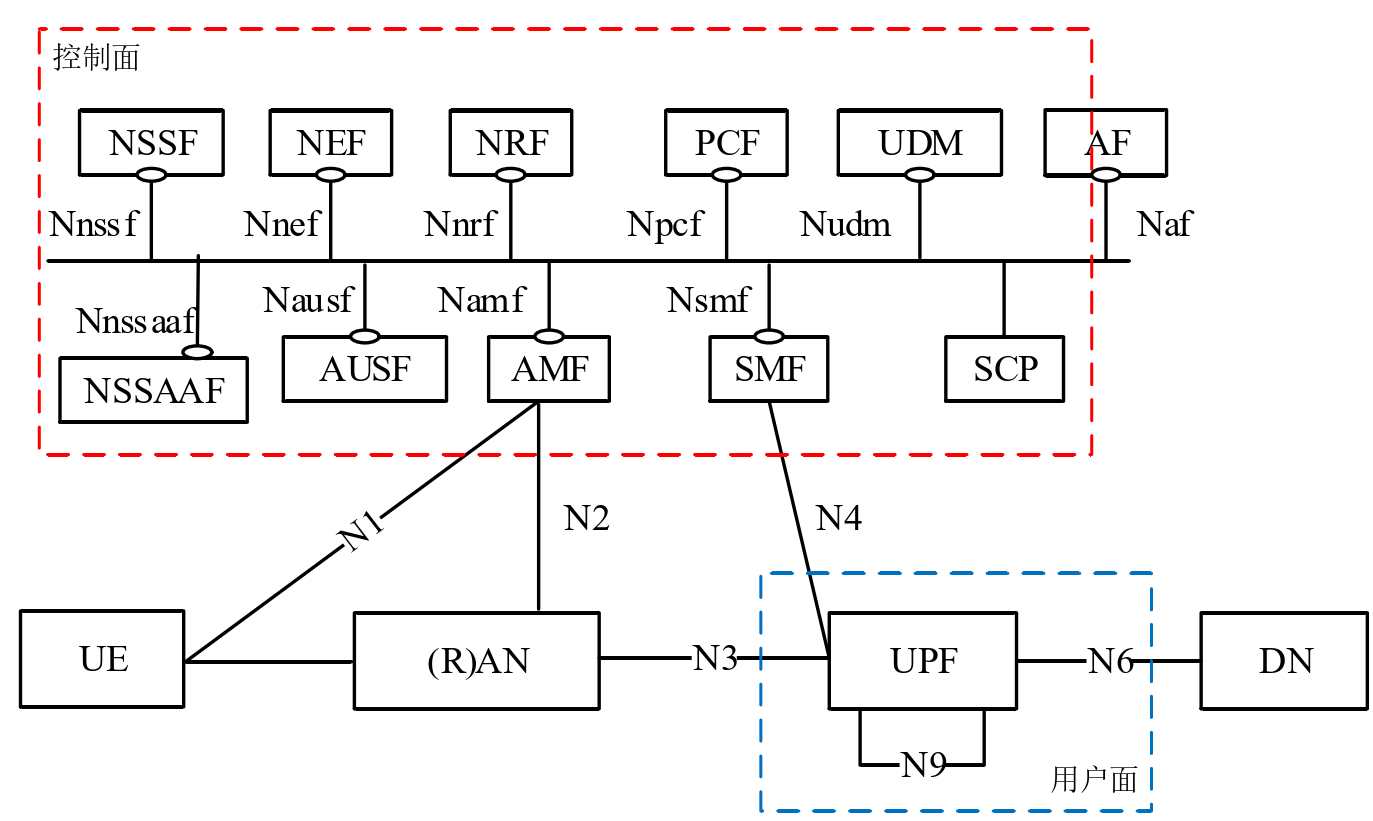 控制面
NSSF NEF NRF PCF UDM AF
Nnssf Nnef Nnrf Npcf Nudm Naf
Nnssaaf Nausf Namf Nsmf
NSSAAF AUSF AMF SMF SCP
N1 N2 N4
UE (R)AN N3 UPF N6 DN
N9
用户面